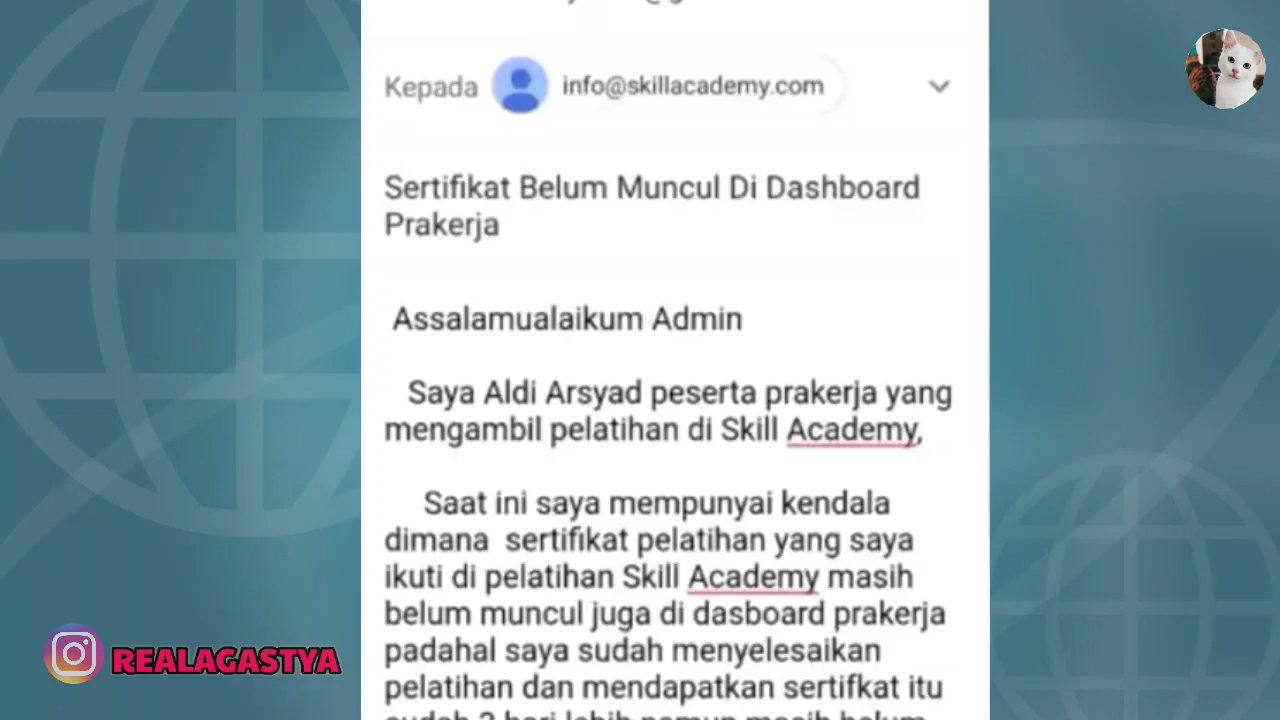 Kepada info@skillacademy.com
Sertifikat Belum Muncul Di Dashboard
Prakerja
Assalamualaikum Admin
Saya Aldi Arsyad peserta prakerja yang
mengambil pelatihan di Skill Academy,
Saat ini saya mempunyai kendala
dimana sertifikat pelatihan yang saya
ikuti di pelatihan Skill Academy masih
belum muncul juga di dasboard prakerja
padahal saya sudah menyelesaikan
pelatihan dan mendapatkan sertifkat itu
REALAGASTYA